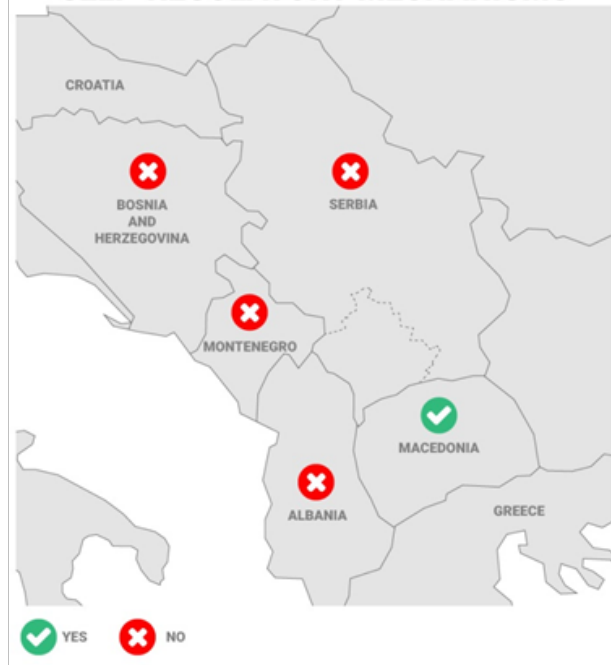 CROATIA
BOSNIA
AND
HERZEGOVINA
SERBIA
MONTENEGRO
MACEDONIA
ALBANIA
GREECE
YES
NO